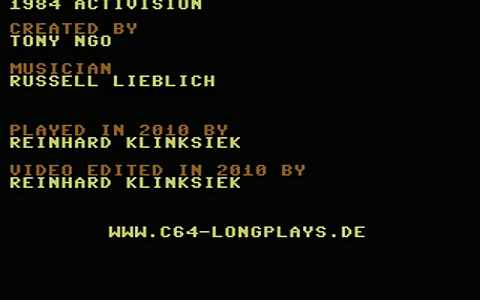 1984 ACTIVISION
CREATED BY
TONY NGO
MUSICIAN
RUSSELL LIEBLICH
PLAYED IN 2010 BY
REINHARD KLINKSIEK
VIDEO EDITED IN 2010 BY
REINHARD KLINKSIEK
WWW.C64-LONGPLAYS.DE